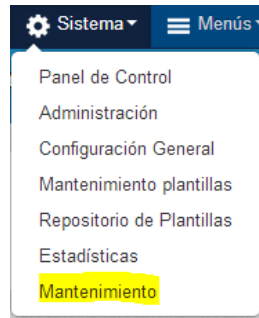 Sistema Menús
Panel de Control
Administración
Configuración General
Mantenimiento plantillas
Repositorio de Plantillas
Estadísticas
Mantenimiento